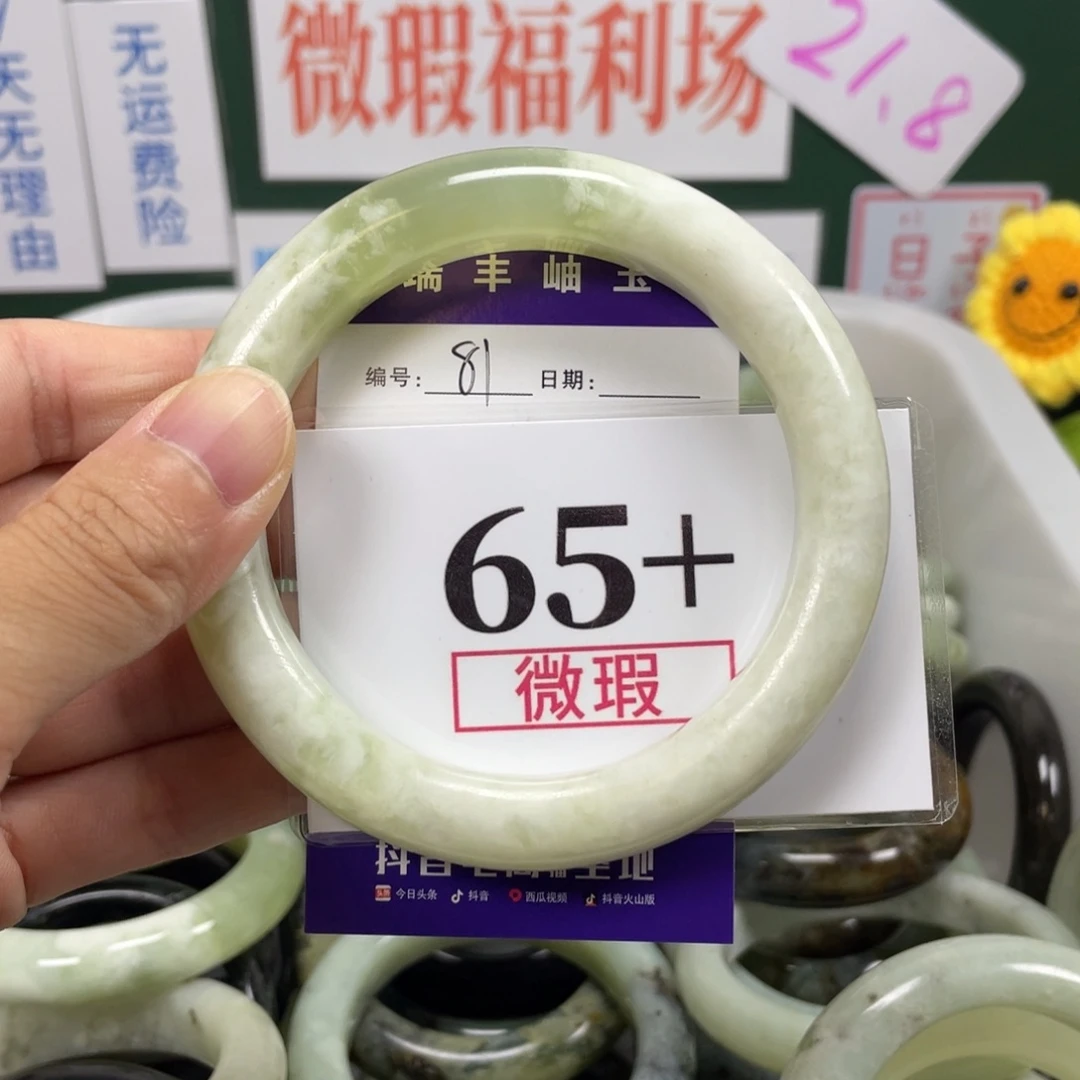 天无理由
无运费险
微瑕福利场
21.8
瑞丰岫玉
编号: 81 日期:
65+
微瑕
今日头条 抖音 西瓜视频 抖音火山版